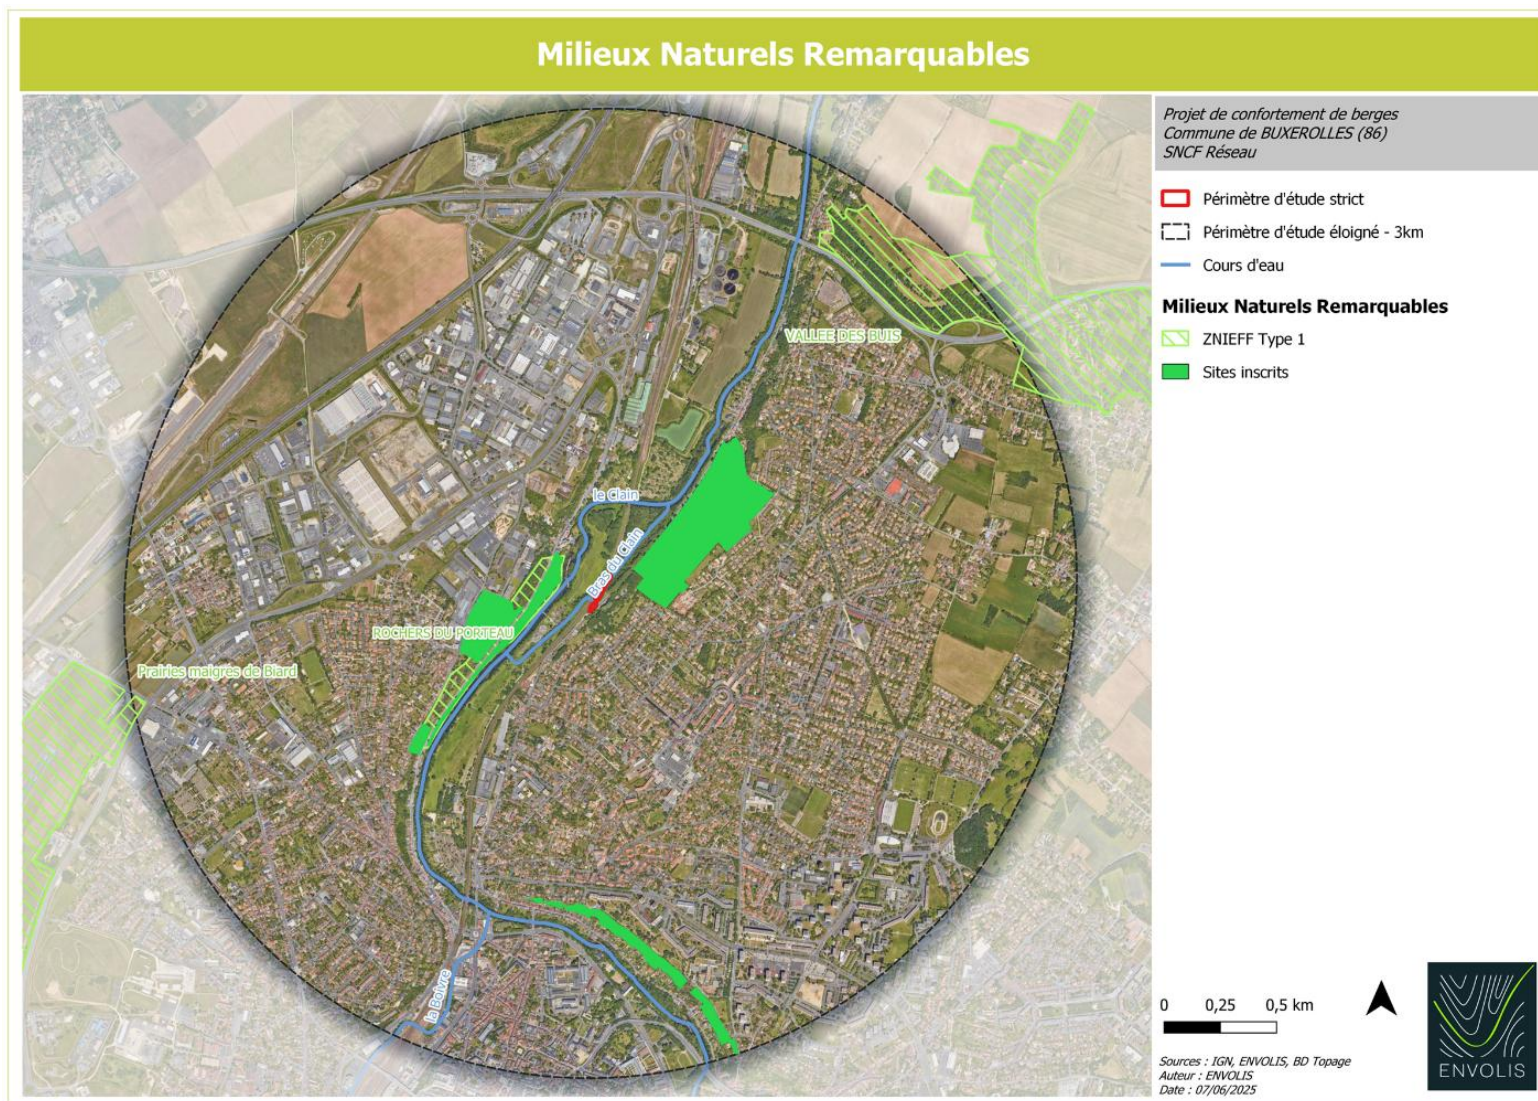 Milieux Naturels Remarquables
Projet de confortement de berges
Commune de BUXEROLLES (86)
SNCF Réseau
Périmètre d'étude strict
Périmètre d'étude éloigné - 3km
Cours d'eau
Milieux Naturels Remarquables
ZNIEFF Type 1
Sites inscrits
VALLEE DES BUIS
le Clain
Bras du Clain
ROCHERS DU PORTEAU
Prairies maigres de Biard
la Boivre
0 0,25 0,5 km
Sources : IGN, ENVOLIS, BD Topage
Auteur : ENVOLIS
Date : 07/06/2025
ENVOLIS